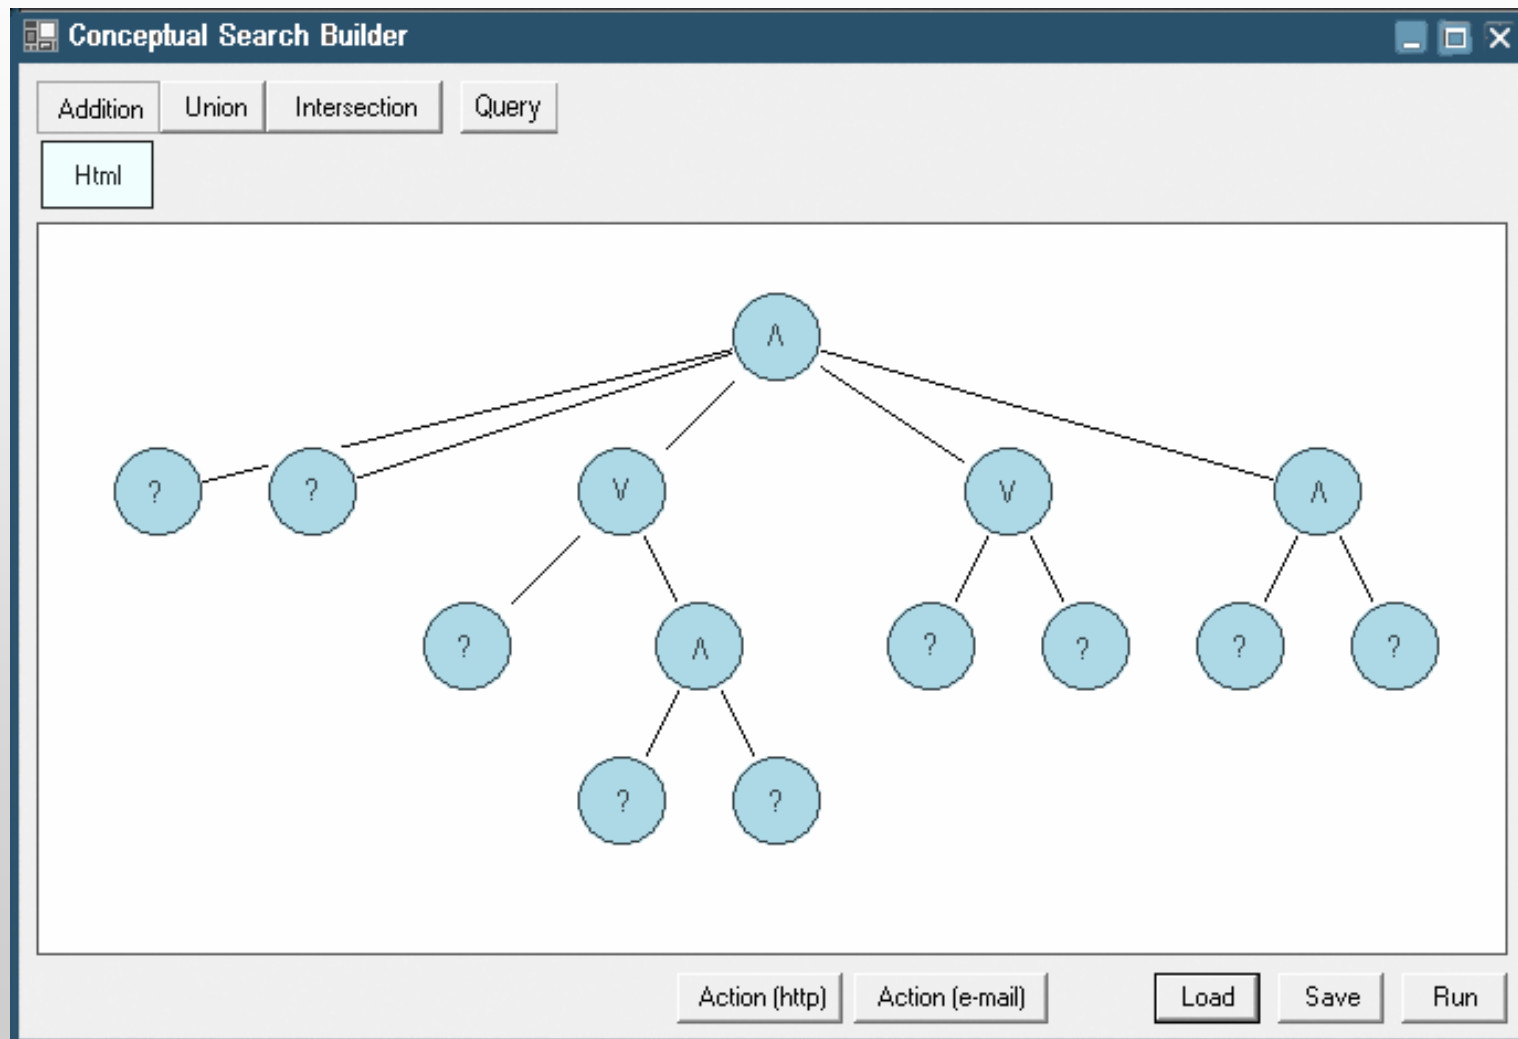 Conceptual Search Builder
Addition Union Intersection Query
Html
Λ
? ? V V Λ
? Λ ? ? ? ?
? ?
Action (http) Action (e-mail) Load Save Run